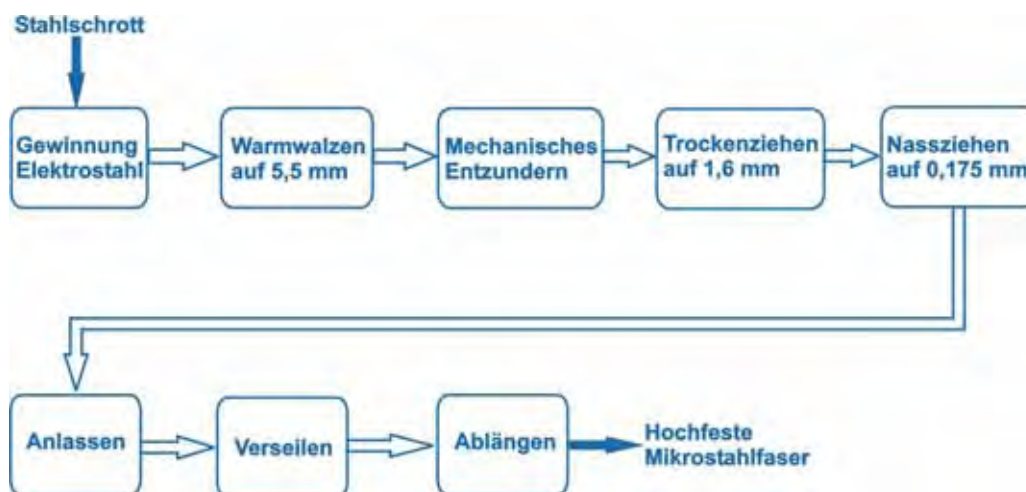 Stahlschrott
Gewinnung
Elektrostahl
Warmwalzen
auf 5,5 mm
Mechanisches
Entzundern
Trockenziehen
auf 1,6 mm
Nassziehen
auf 0,175 mm
Anlassen
Verseilen
Ablängen
Hochfeste
Mikrostahlfaser